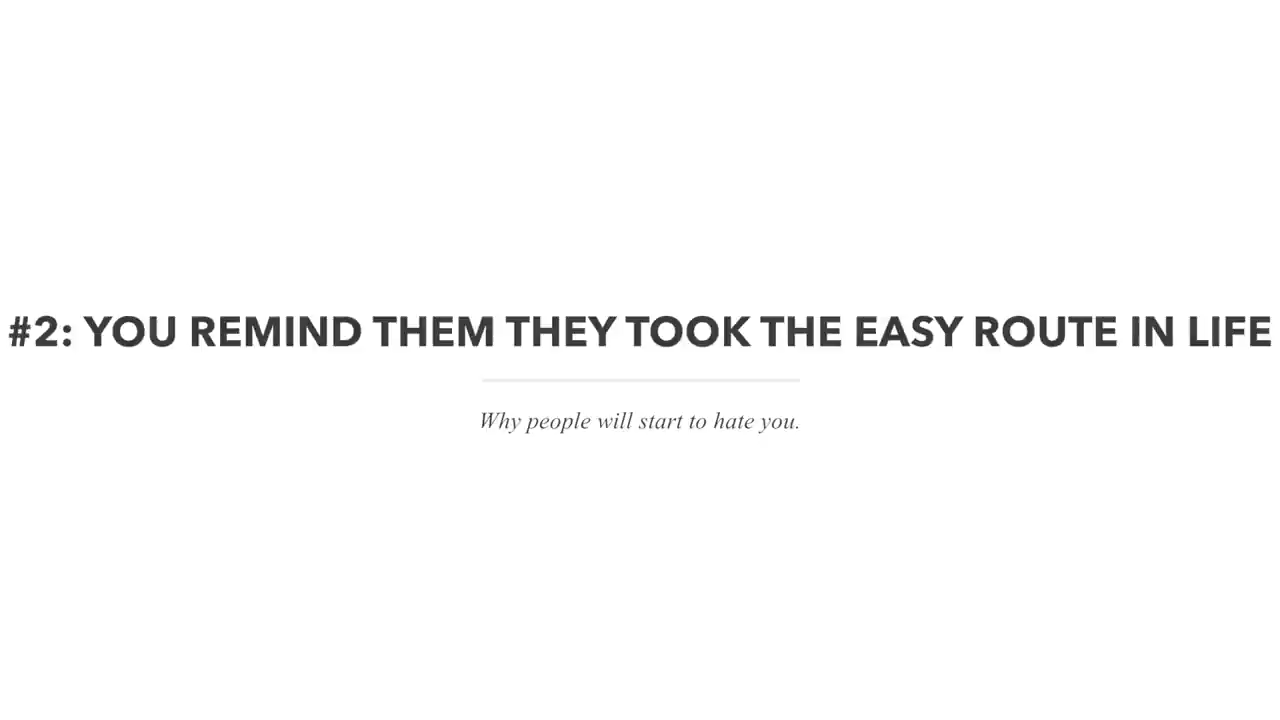 #2: YOU REMIND THEM THEY TOOK THE EASY ROUTE IN LIFE
Why people will start to hate you.